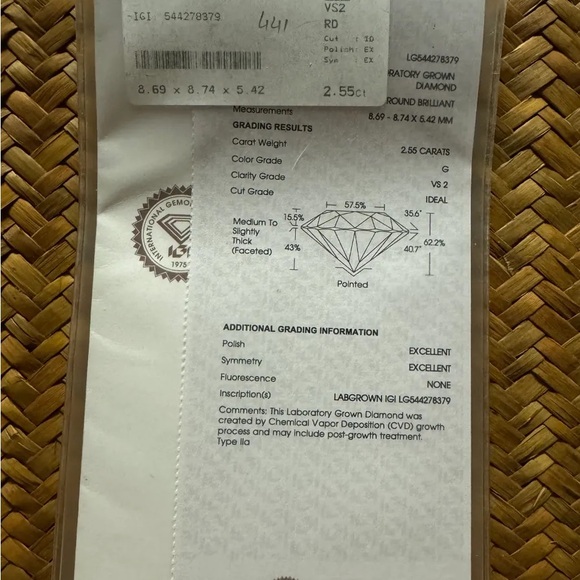 VS2
IGI 544278379
441
RD
Cut : ID
Polish: EX
Sym : EX
8.69 x 8.74 x 5.42
2.55Ct
LG544278379
GROWN
DIAMOND
ROUND BRILLIANT
Measurements 8.69 - 8.74 X 5.42 MM
GRADING RESULTS
Carat Weight 2.55 CARATS
Color Grade G
Clarity Grade VS 2
Cut Grade IDEAL
57.5%
15.5%
35.6°
Medium To
Slightly
Thick
(Faceted)
43%
62.2%
40.7°
Pointed
INTERNATIONAL
IGI
1975
ADDITIONAL GRADING INFORMATION
Polish EXCELLENT
Symmetry EXCELLENT
Fluorescence NONE
Inscription(s) LABGROWN IGI LG544278379
Comments: This Laboratory Grown Diamond was
created by Chemical Vapor Deposition (CVD) growth
process and may include post-growth treatment.
Type IIa